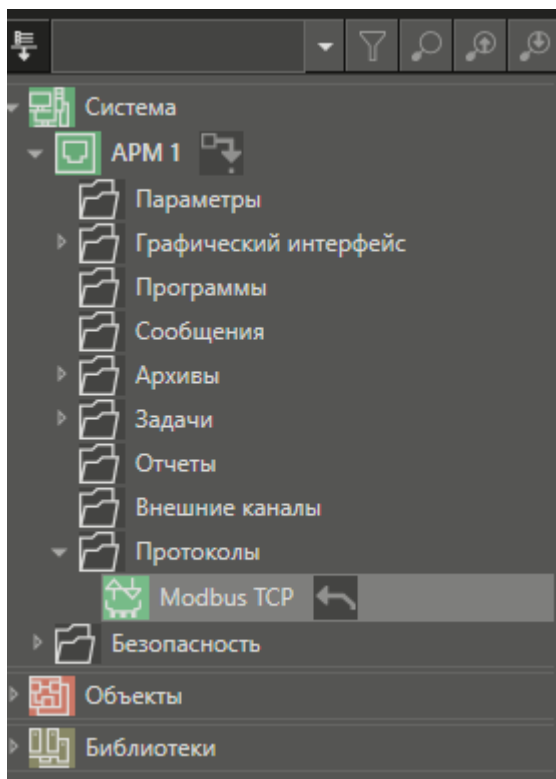 Система
АРМ 1
Параметры
Графический интерфейс
Программы
Сообщения
Архивы
Задачи
Отчеты
Внешние каналы
Протоколы
Modbus TCP
Безопасность
Объекты
Библиотеки